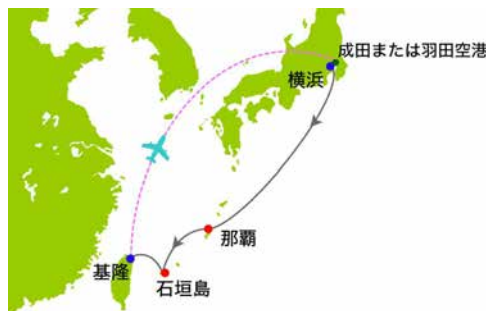 成田または羽田空港
横浜
那覇
基隆
石垣島